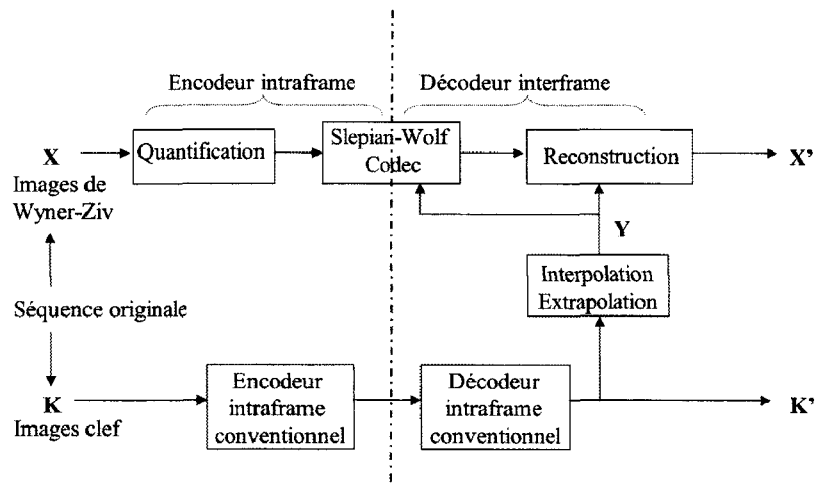 Encodeur intraframe
Décodeur interframe
X
Images de
Wyner-Ziv
Quantification
Slepian-Wolf
Codec
Reconstruction
X'
Y
Interpolation
Extrapolation
Séquence originale
K
Images clef
Encodeur
intraframe
conventionnel
Décodeur
intraframe
conventionnel
K'